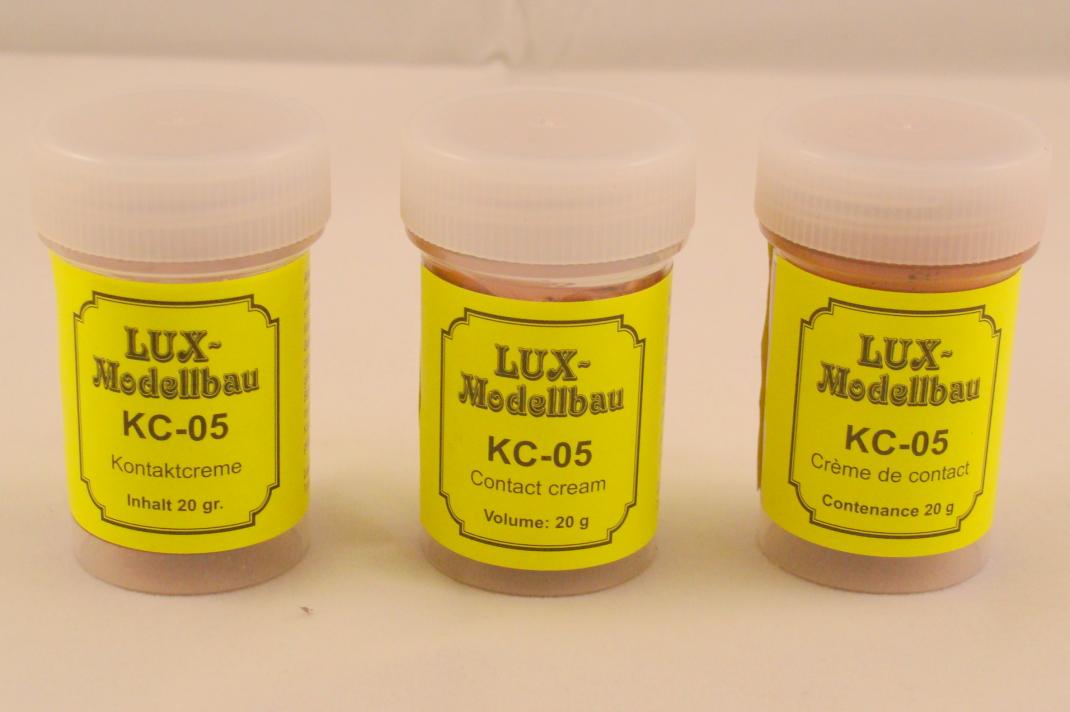 LUX-
Modellbau
KC-05
Kontaktcreme
Inhalt 20 gr.
LUX-
Modellbau
KC-05
Contact cream
Volume: 20 g
LUX-
Modellbau
KC-05
Crème de contact
Contenance 20 g